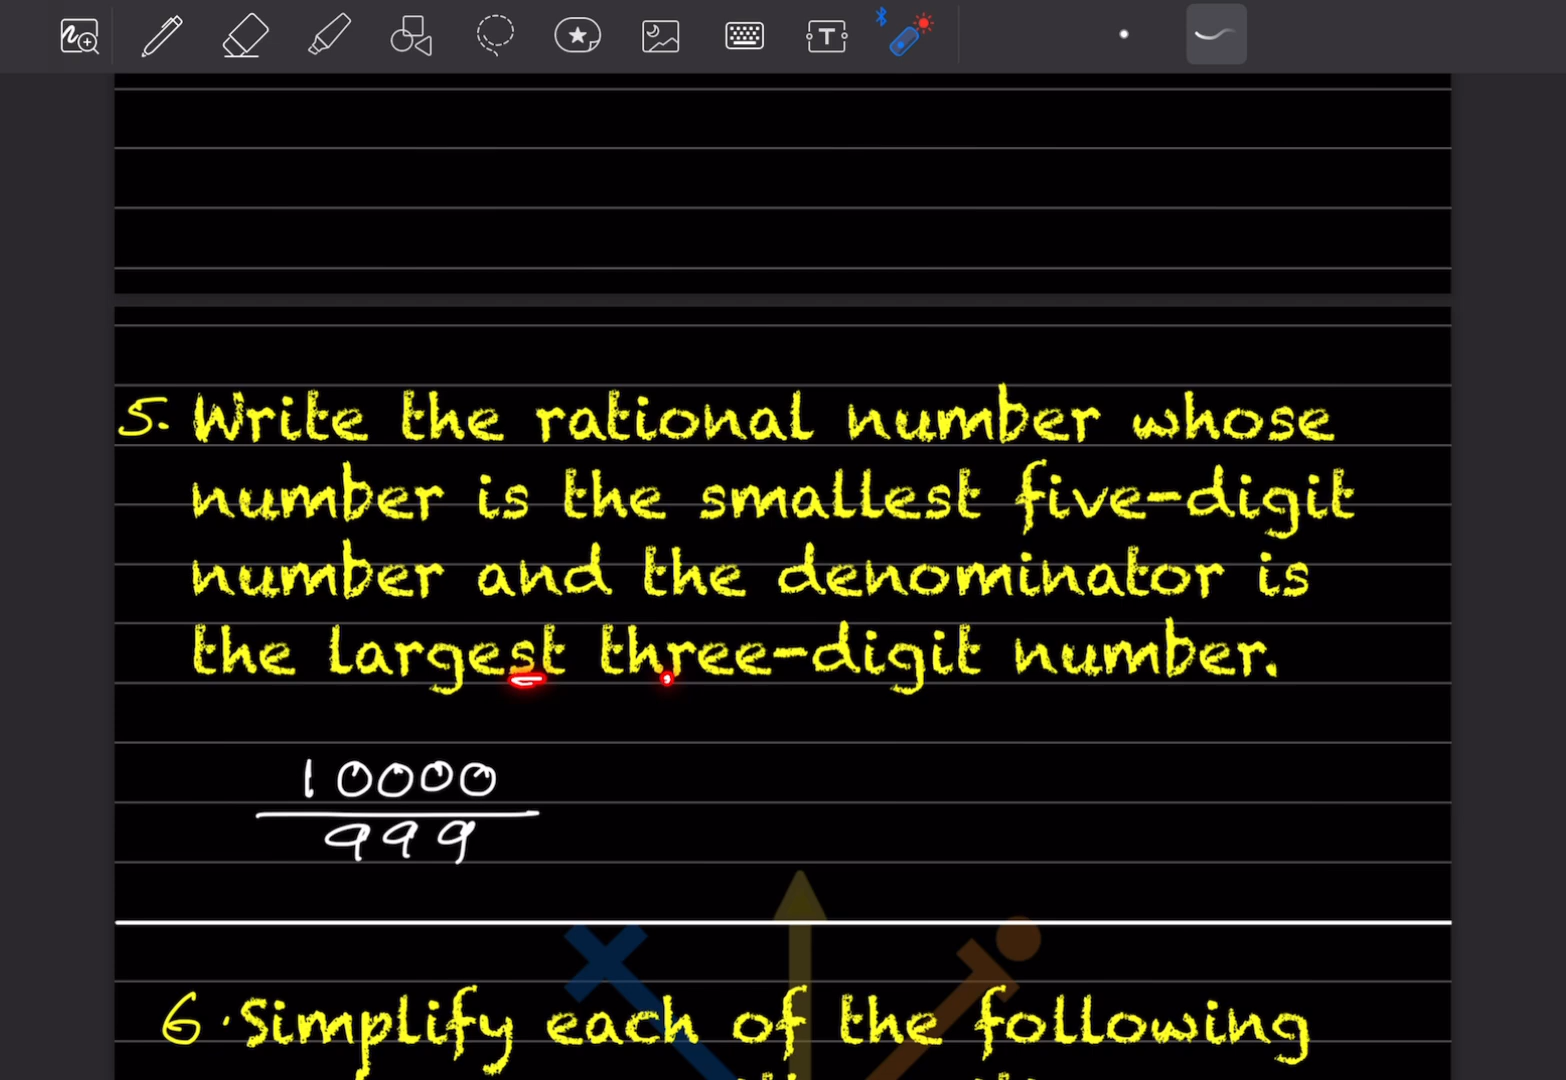 5. Write the rational number whose
number is the smallest five-digit
number and the denominator is
the largest three-digit number.
10000
999
6. Simplify each of the following